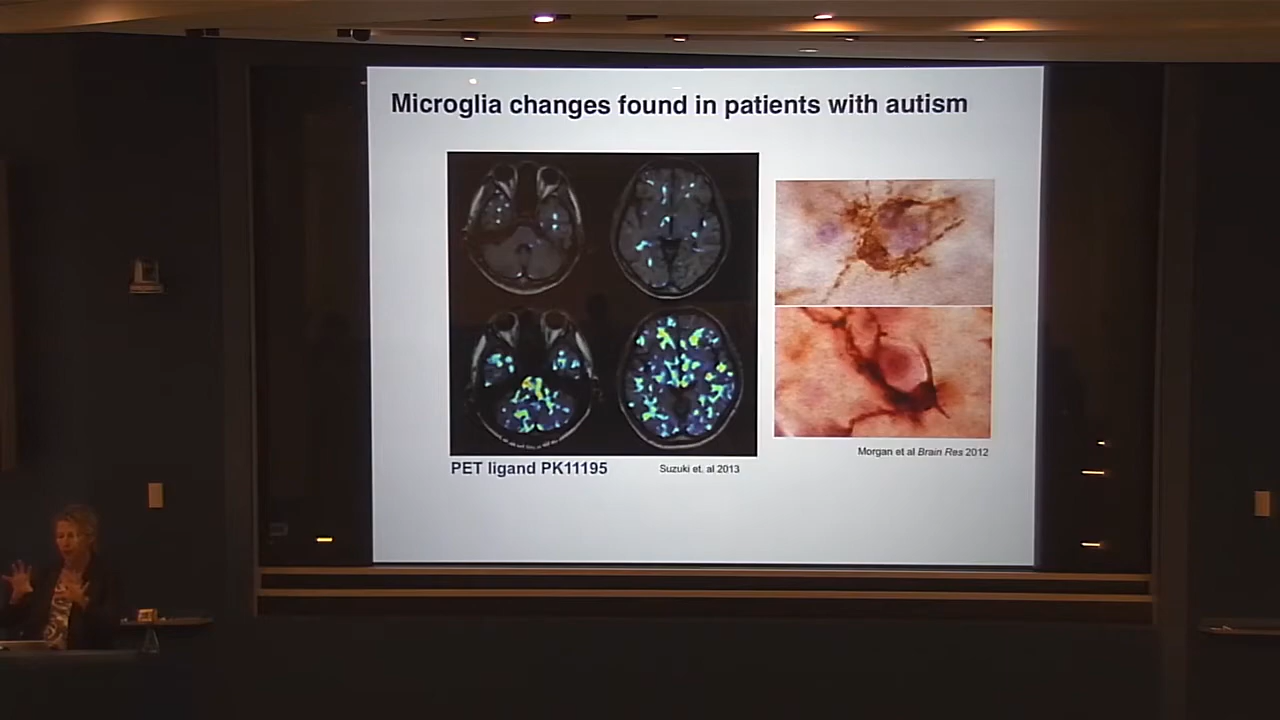 Microglia changes found in patients with autism
PET ligand PK11195
Suzuki et. al 2013
Morgan et al Brain Res 2012